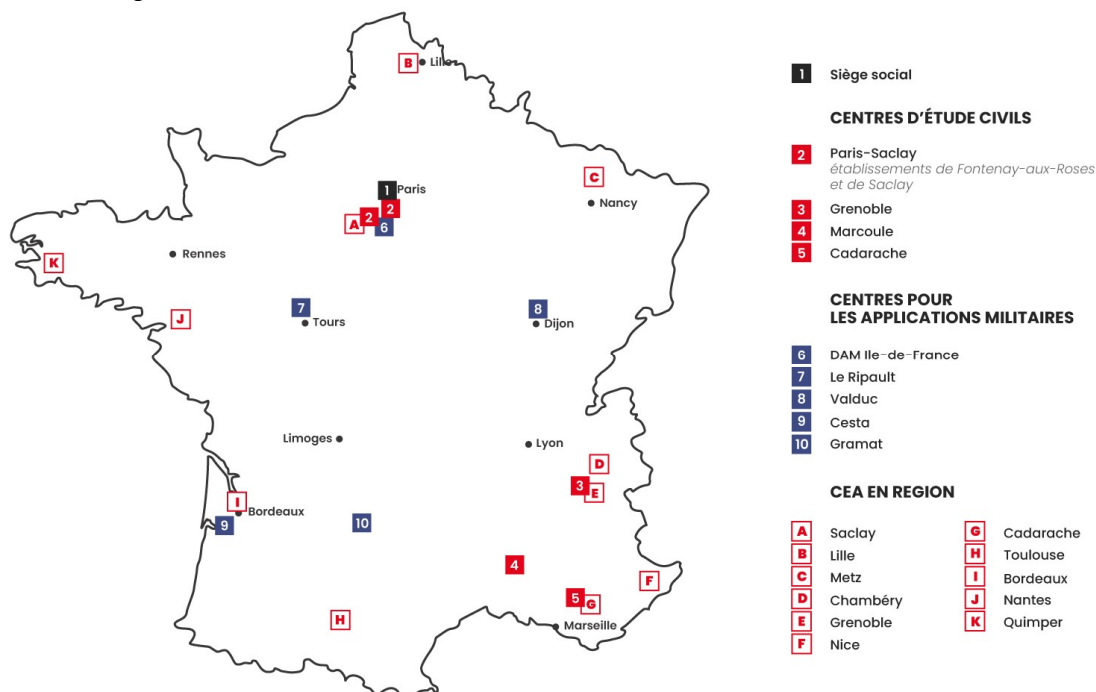 B
Lille
C
1
Paris
2
2
A
6
Nancy
K
Rennes
7
8
J
Tours
Dijon
Limoges
Lyon
D
3
E
I
Bordeaux
9
10
4
F
5
G
H
Marseille
1 Siège social
CENTRES D’ÉTUDE CIVILS
2 Paris-Saclay
établissements de Fontenay-aux-Roses
et de Saclay
3 Grenoble
4 Marcoule
5 Cadarache
CENTRES POUR
LES APPLICATIONS MILITAIRES
6 DAM Ile-de-France
7 Le Ripault
8 Valduc
9 Cesta
10 Gramat
CEA EN REGION
A Saclay
B Lille
C Metz
D Chambéry
E Grenoble
F Nice
G Cadarache
H Toulouse
I Bordeaux
J Nantes
K Quimper